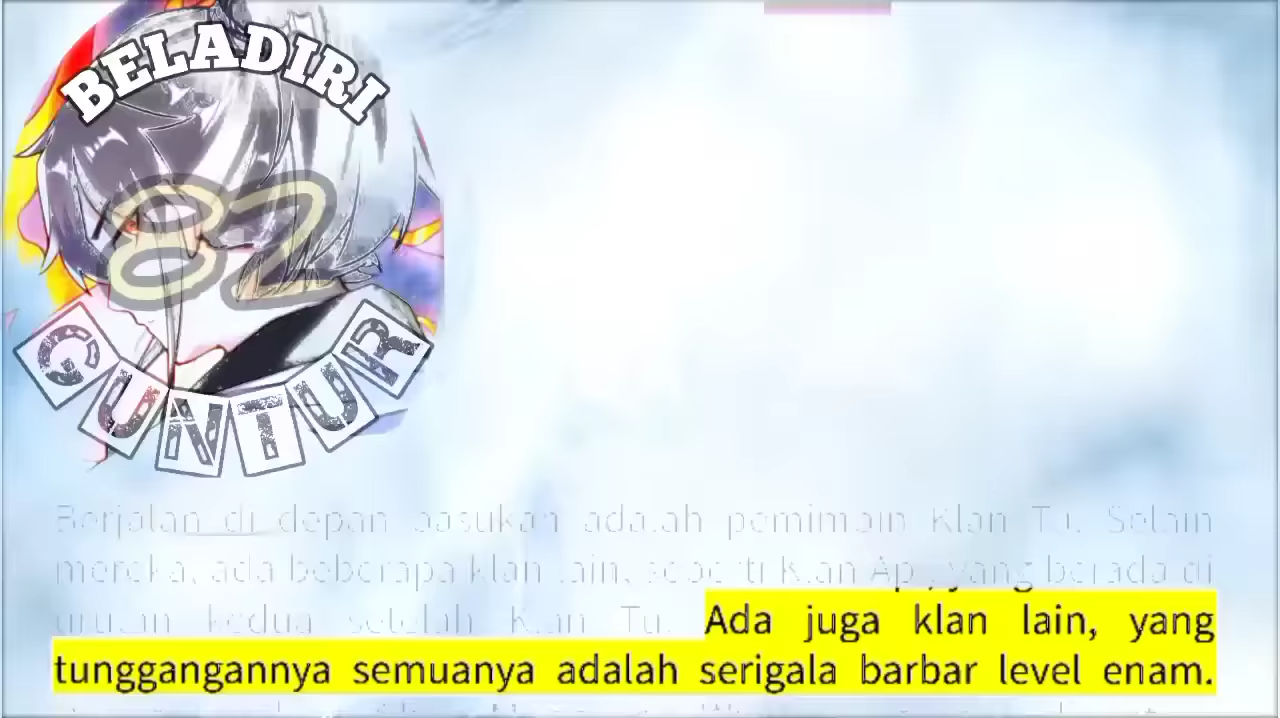 BELADIRI
82
GUNTUR
Berjalan di depan pasukan adalah pemimpin Klan Tu. Selain
mereka, ada beberapa klan lain, seperti Klan Api, yang berada di
urutan kedua setelah Klan Tu. Ada juga klan lain, yang
tunggangannya semuanya adalah serigala barbar level enam.